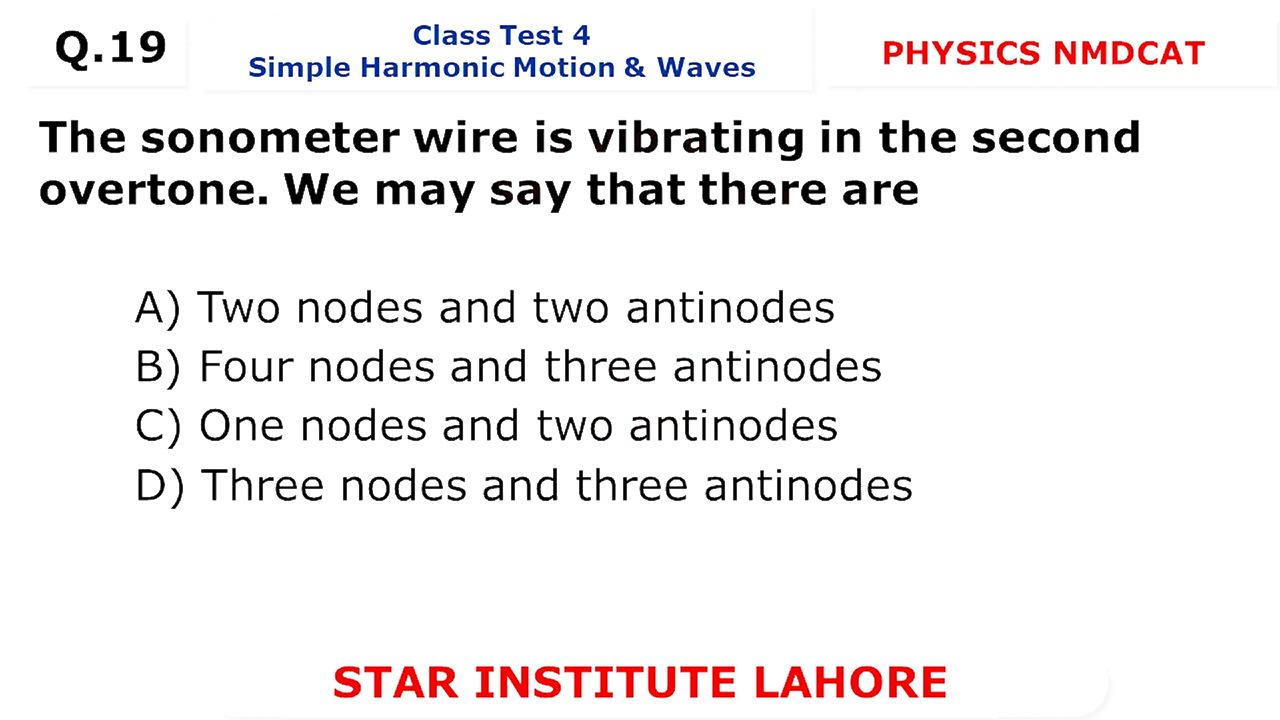 Q.19
Class Test 4
Simple Harmonic Motion & Waves
PHYSICS NMDCAT
The sonometer wire is vibrating in the second
overtone. We may say that there are
A) Two nodes and two antinodes
B) Four nodes and three antinodes
C) One nodes and two antinodes
D) Three nodes and three antinodes
STAR INSTITUTE LAHORE